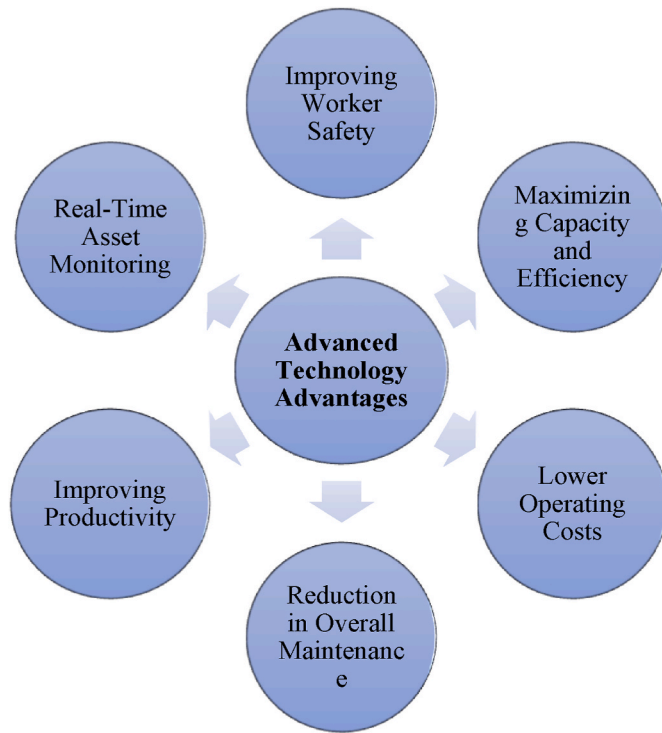 Improving
Worker
Safety
Real-Time
Asset
Monitoring
Maximizin
g Capacity
and
Efficiency
Advanced
Technology
Advantages
Improving
Productivity
Lower
Operating
Costs
Reduction
in Overall
Maintenanc
e